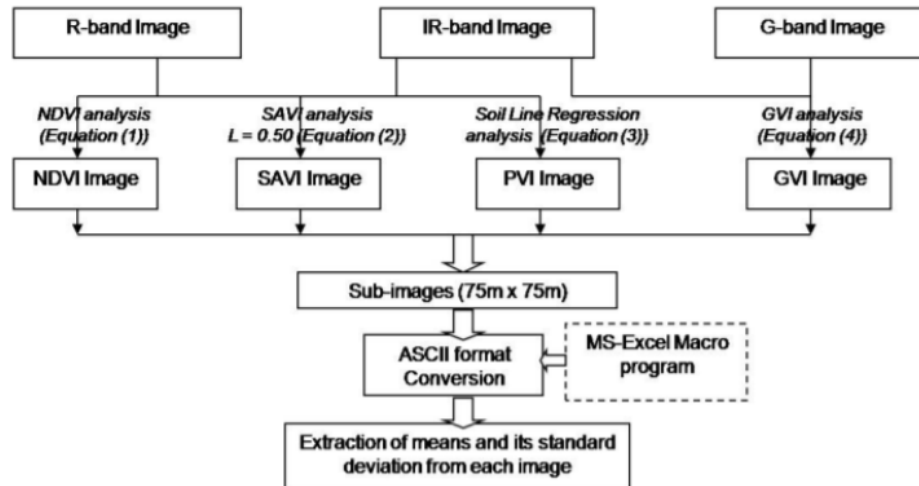 R-band Image
IR-band Image
G-band Image
NDVI analysis
(Equation (1)}
SAVI analysis
L = 0.50 (Equation (2)}
Soil Line Regression
analysis (Equation (3)}
GVI analysis
(Equation (4)}
NDVI Image
SAVI Image
PVI Image
GVI Image
Sub-images (75m x 75m)
ASCII format
Conversion
MS-Excel Macro
program
Extraction of means and its standard
deviation from each image